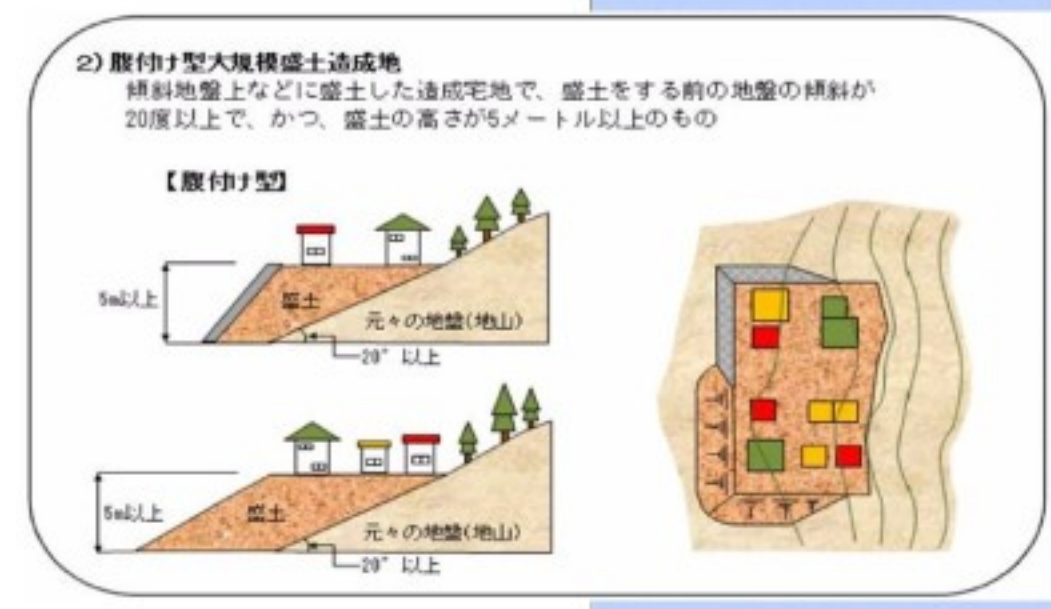 2) 腹付け型大規模盛土造成地
傾斜地盤上などに盛土した造成宅地で、盛土をする前の地盤の傾斜が
20度以上で、かつ、盛土の高さが5メートル以上のもの
【腹付け型】
5m以上
盛土
元々の地盤(地山)
20°以上
5m以上
盛土
元々の地盤(地山)
20°以上